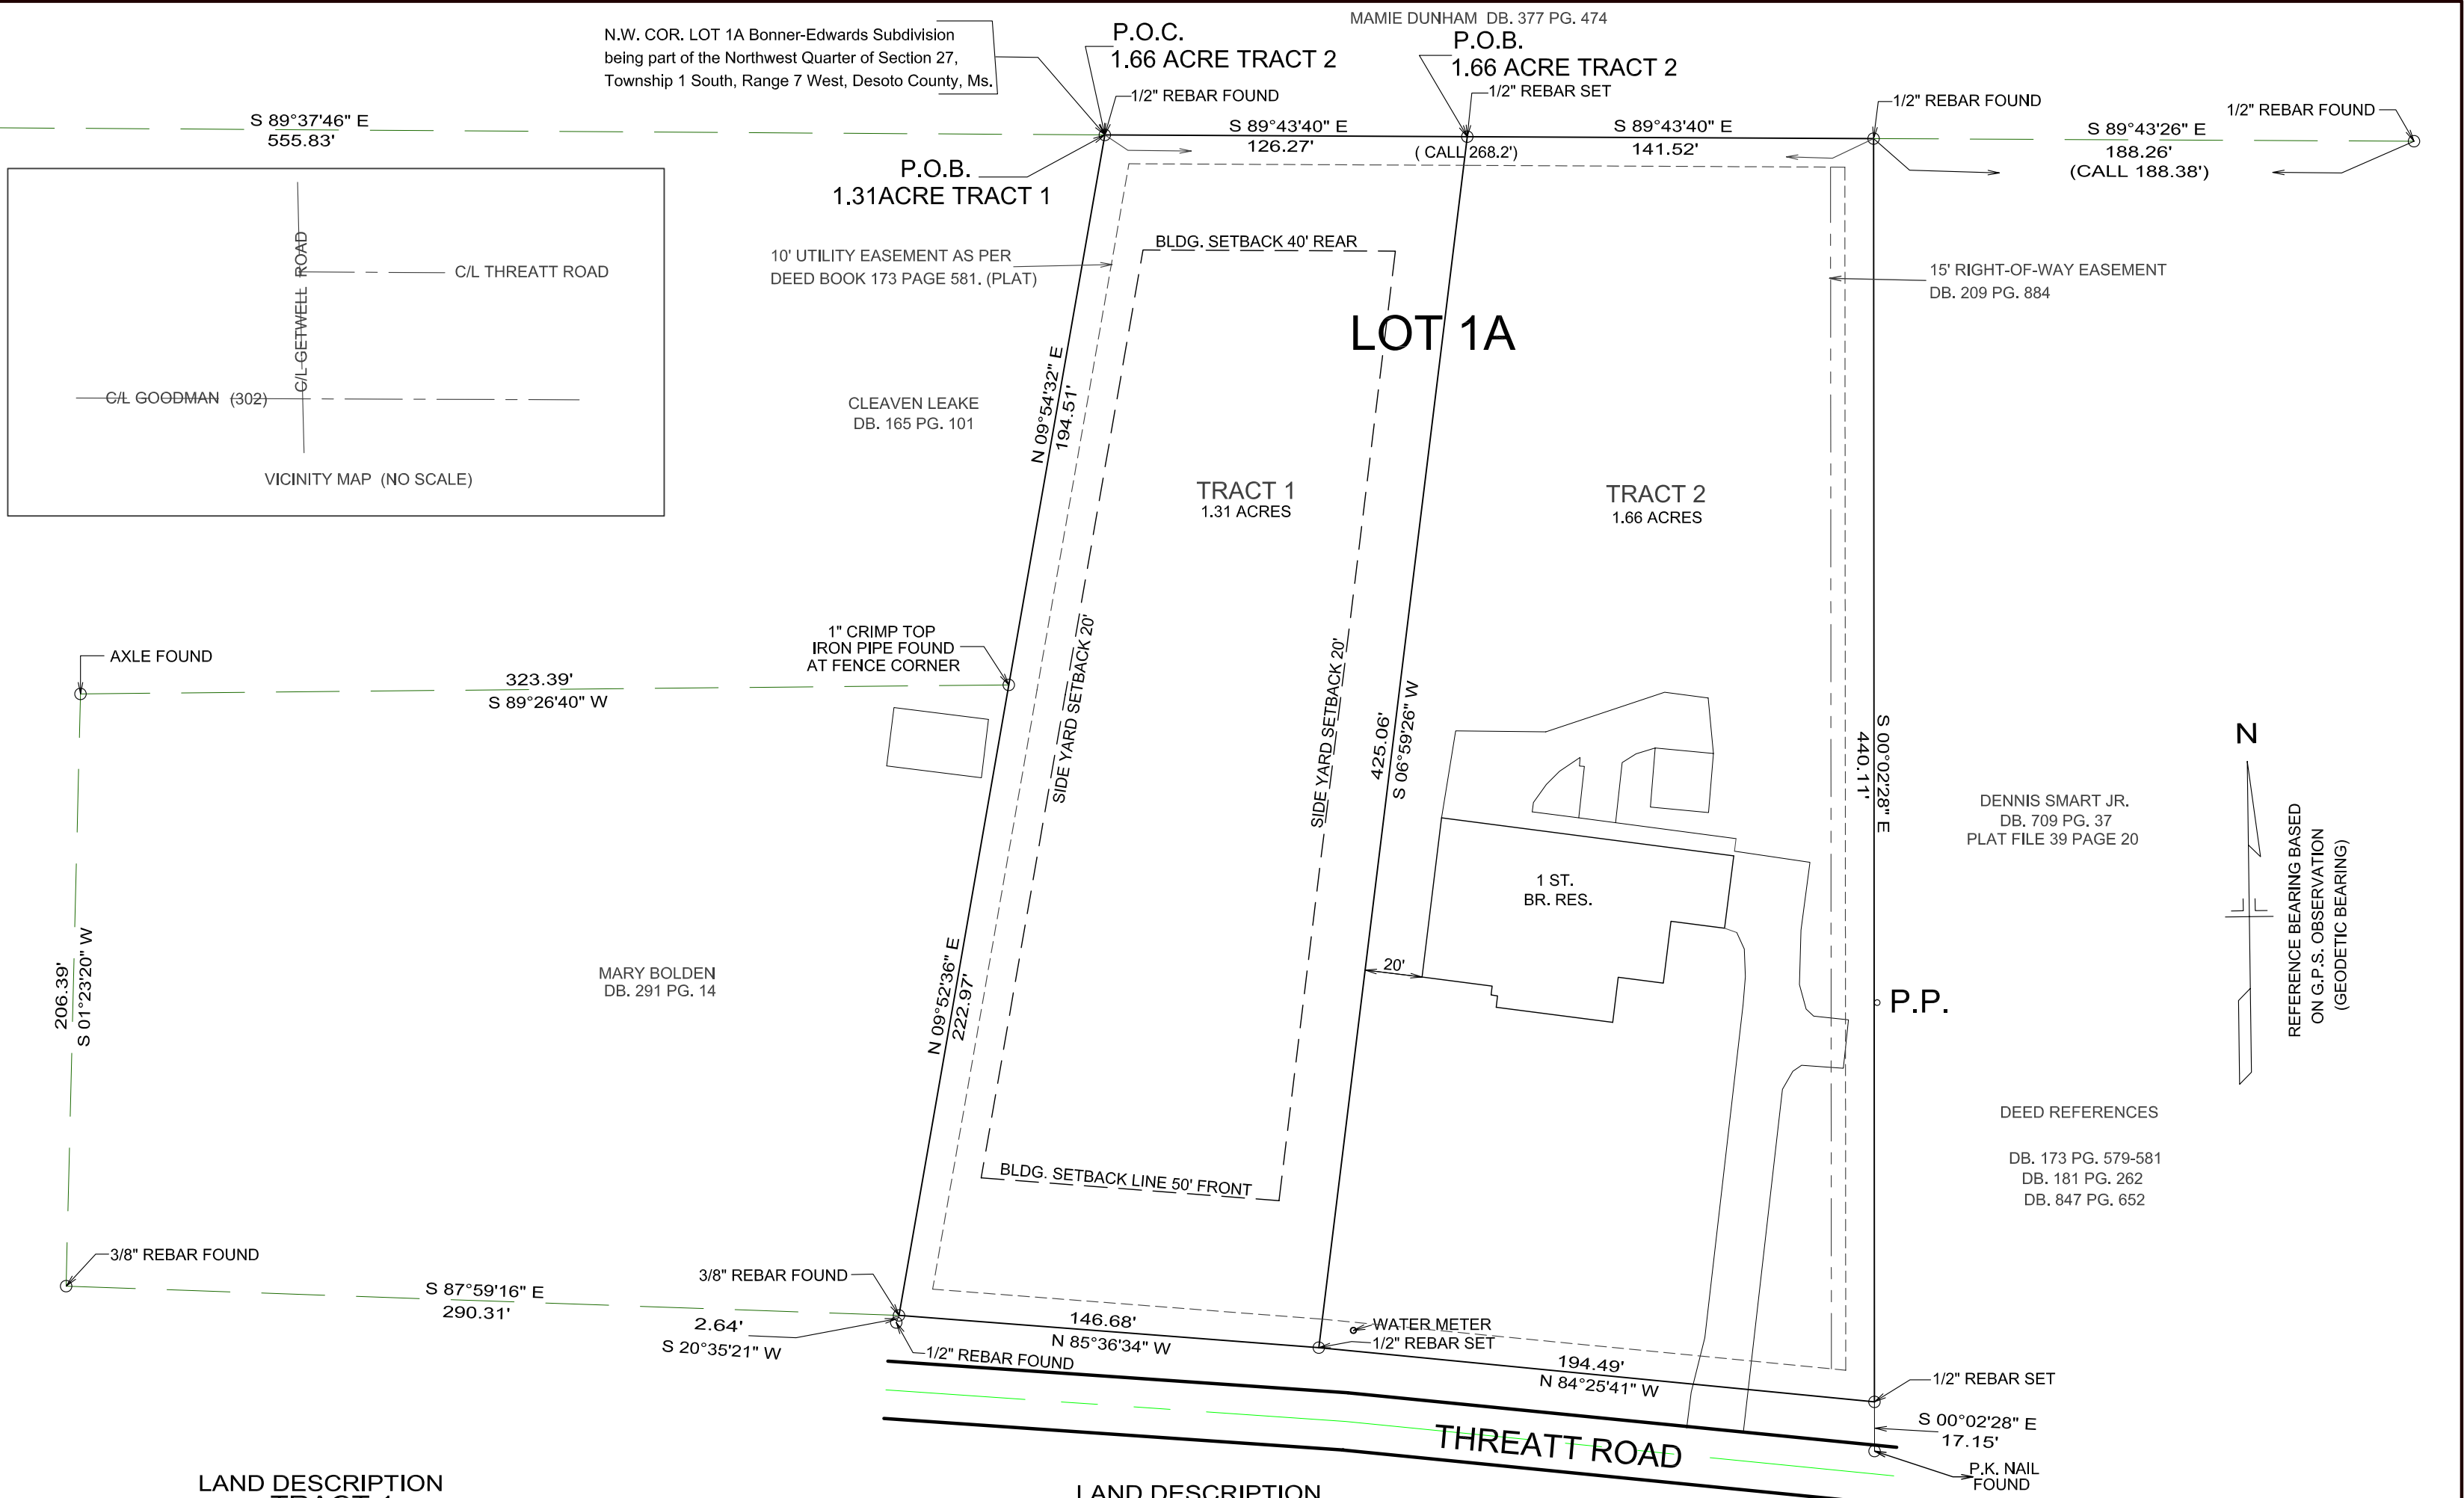 MAMIE DUNHAM DB. 377 PG. 474
N.W. COR. LOT 1A Bonner-Edwards Subdivision
being part of the Northwest Quarter of Section 27,
Township 1 South, Range 7 West, Desoto County, Ms.
P.O.C.
1.66 ACRE TRACT 2
P.O.B.
1.66 ACRE TRACT 2
1/2" REBAR FOUND
1/2" REBAR SET
1/2" REBAR FOUND
1/2" REBAR FOUND
S 89°37'46" E
555.83'
S 89°43'40" E
126.27'
( CALL 268.2')
S 89°43'40" E
141.52'
S 89°43'26" E
188.26'
(CALL 188.38')
P.O.B.
1.31ACRE TRACT 1
C/L GETWELL ROAD
C/L THREATT ROAD
C/L GOODMAN (302)
VICINITY MAP (NO SCALE)
10' UTILITY EASEMENT AS PER
DEED BOOK 173 PAGE 581. (PLAT)
BLDG. SETBACK 40' REAR
15' RIGHT-OF-WAY EASEMENT
DB. 209 PG. 884
LOT 1A
CLEAVEN LEAKE
DB. 165 PG. 101
N 09°54'32" E
194.51'
TRACT 1
1.31 ACRES
TRACT 2
1.66 ACRES
AXLE FOUND
1" CRIMP TOP
IRON PIPE FOUND
AT FENCE CORNER
323.39'
S 89°26'40" W
SIDE YARD SETBACK 20'
SIDE YARD SETBACK 20'
425.06'
S 06°59'26" W
S 00°02'28" E
440.11'
N
REFERENCE BEARING BASED
ON G.P.S. OBSERVATION
(GEODETIC BEARING)
DENNIS SMART JR.
DB. 709 PG. 37
PLAT FILE 39 PAGE 20
1 ST.
BR. RES.
20'
206.39'
S 01°23'20" W
MARY BOLDEN
DB. 291 PG. 14
N 09°52'36" E
222.97'
P.P.
DEED REFERENCES
DB. 173 PG. 579-581
DB. 181 PG. 262
DB. 847 PG. 652
BLDG. SETBACK LINE 50' FRONT
3/8" REBAR FOUND
3/8" REBAR FOUND
S 87°59'16" E
290.31'
2.64'
S 20°35'21" W
1/2" REBAR FOUND
146.68'
N 85°36'34" W
WATER METER
1/2" REBAR SET
194.49'
N 84°25'41" W
1/2" REBAR SET
S 00°02'28" E
17.15'
P.K. NAIL
FOUND
THREATT ROAD
LAND DESCRIPTION
TRACT 1
LAND DESCRIPTION